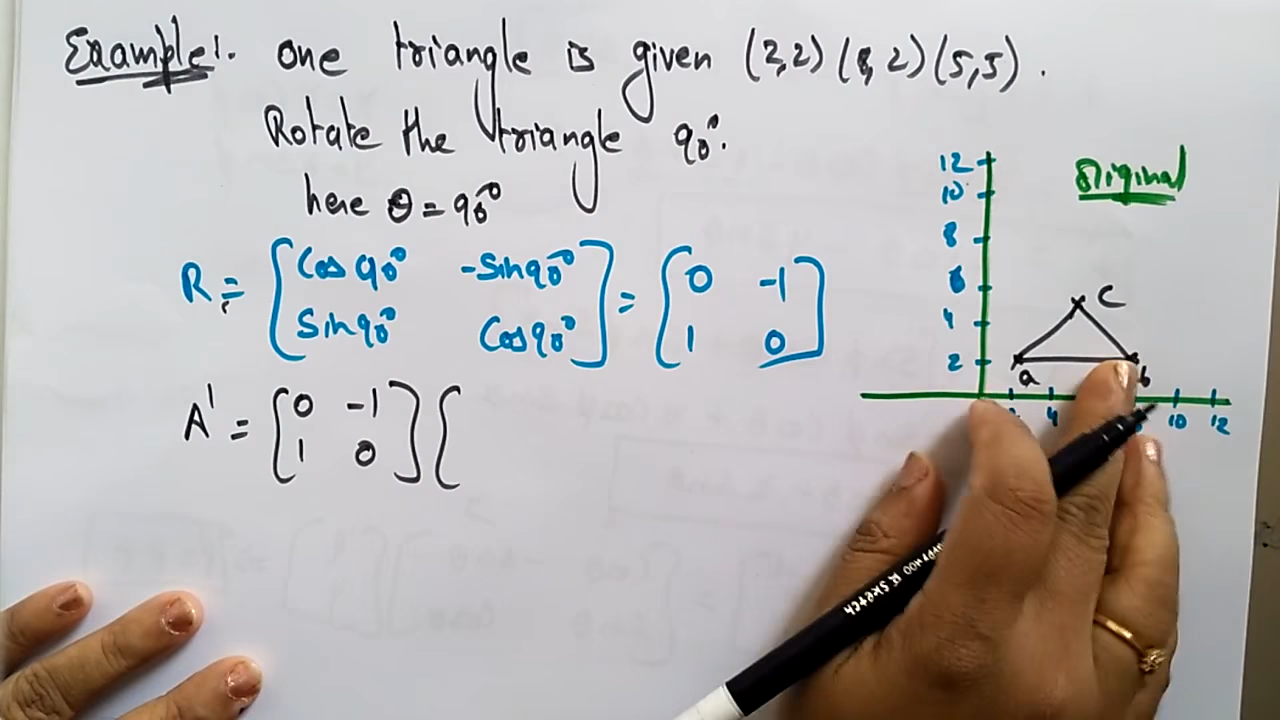 Example:. one triangle is given (2,2) (8,2) (5,5).
Rotate the triangle 90°.
here θ = 90°
R = [ Cos 90° -Sin 90° ] = [ 0 -1 ]
Sin 90° Cos 90° 1 0
A' = [ 0 -1 ] [
1 0
Original
12
10
8
6
4
2
a
b
C
4 10 12